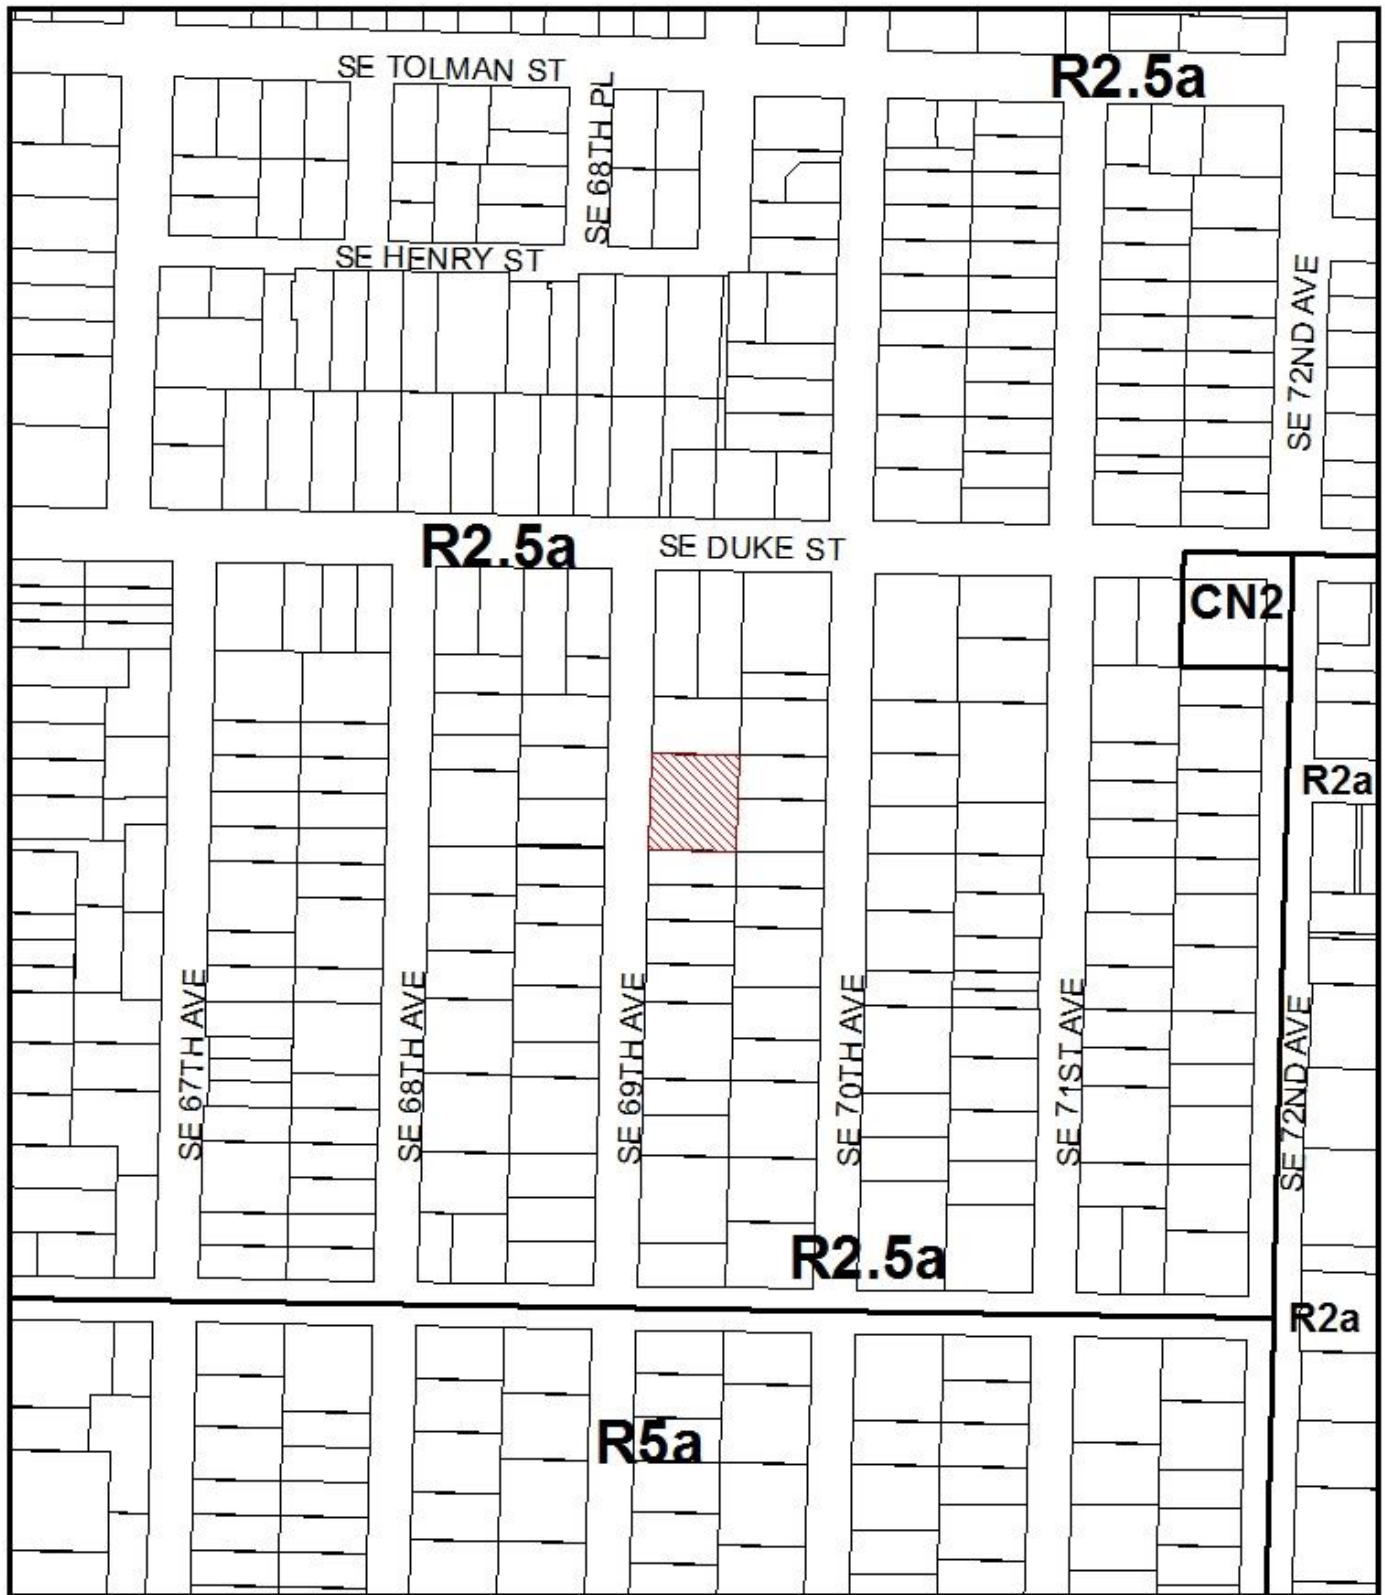 SE TOLMAN ST
R2.5a
SE 68TH PL
SE HENRY ST
SE 72ND AVE
R2.5a
SE DUKE ST
CN2
R2a
SE 67TH AVE
SE 68TH AVE
SE 69TH AVE
SE 70TH AVE
SE 71ST AVE
SE 72ND AVE
R2.5a
R2a
R5a